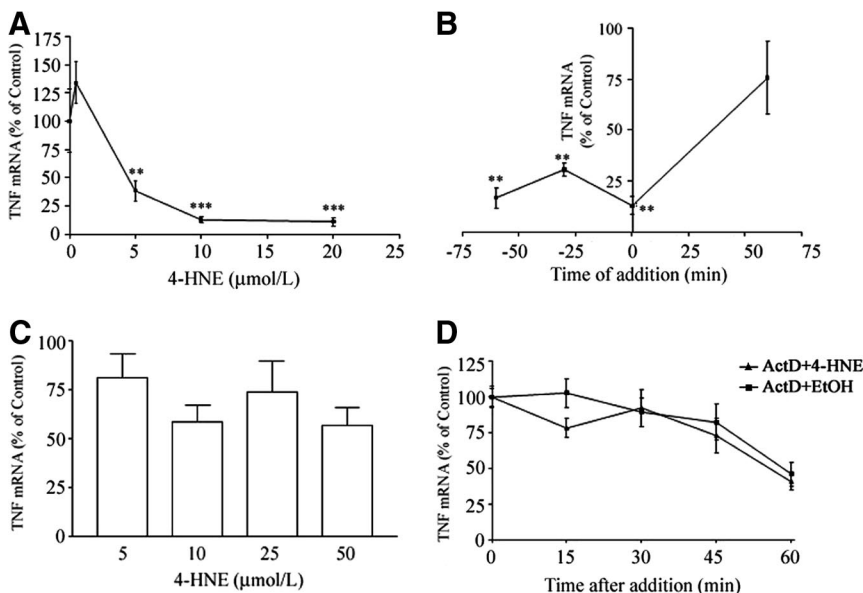 A
TNF mRNA (% of Control)
175
150
125
100
75
50
25
0
**
***
***
0 5 10 15 20 25
4-HNE (μmol/L)
B
TNF mRNA
(% of Control)
100
75
50
25
**
**
**
-75 -50 -25 0 25 50 75
Time of addition (min)
C
TNF mRNA (% of Control)
100
75
50
25
0
5 10 25 50
4-HNE (μmol/L)
D
TNF mRNA (% of Control)
125
100
75
50
25
0
ActD+4-HNE
ActD+EtOH
0 15 30 45 60
Time after addition (min)